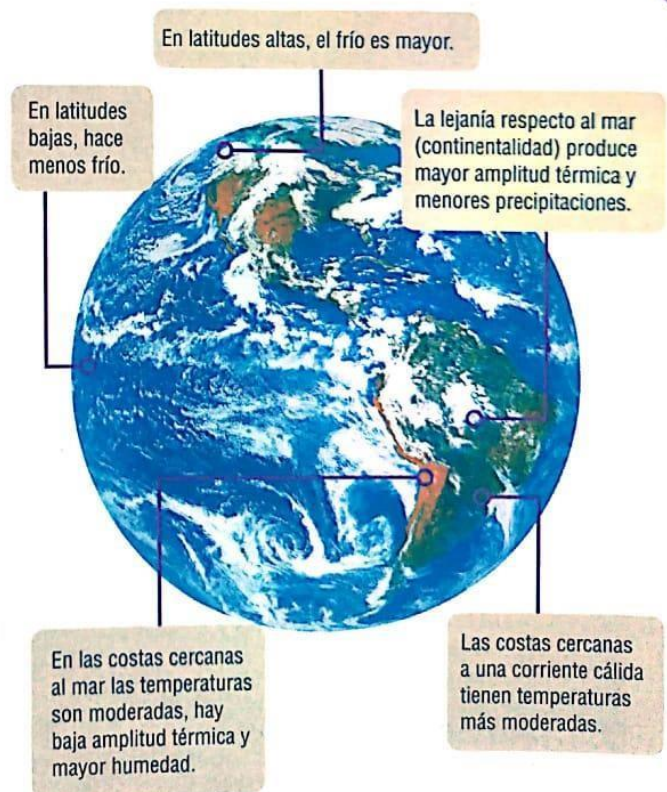 En latitudes altas, el frío es mayor.
En latitudes
bajas, hace
menos frío.
La lejanía respecto al mar
(continentalidad) produce
mayor amplitud térmica y
menores precipitaciones.
En las costas cercanas
al mar las temperaturas
son moderadas, hay
baja amplitud térmica y
mayor humedad.
Las costas cercanas
a una corriente cálida
tienen temperaturas
más moderadas.